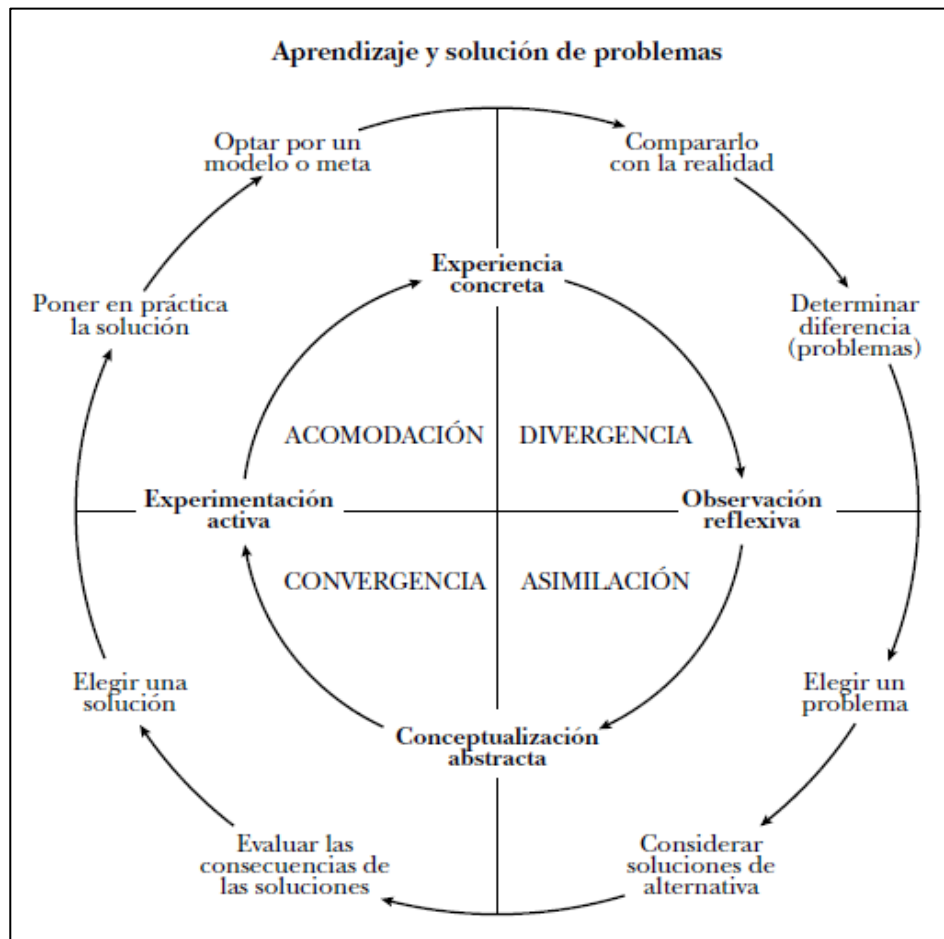 Aprendizaje y solución de problemas
Optar por un
modelo o meta
Compararlo
con la realidad
Experiencia
concreta
Poner en práctica
la solución
Determinar
diferencia
(problemas)
ACOMODACIÓN
DIVERGENCIA
Experimentación
activa
Observación
reflexiva
CONVERGENCIA
ASIMILACIÓN
Elegir una
solución
Elegir un
problema
Conceptualización
abstracta
Evaluar las
consecuencias de
las soluciones
Considerar
soluciones de
alternativa